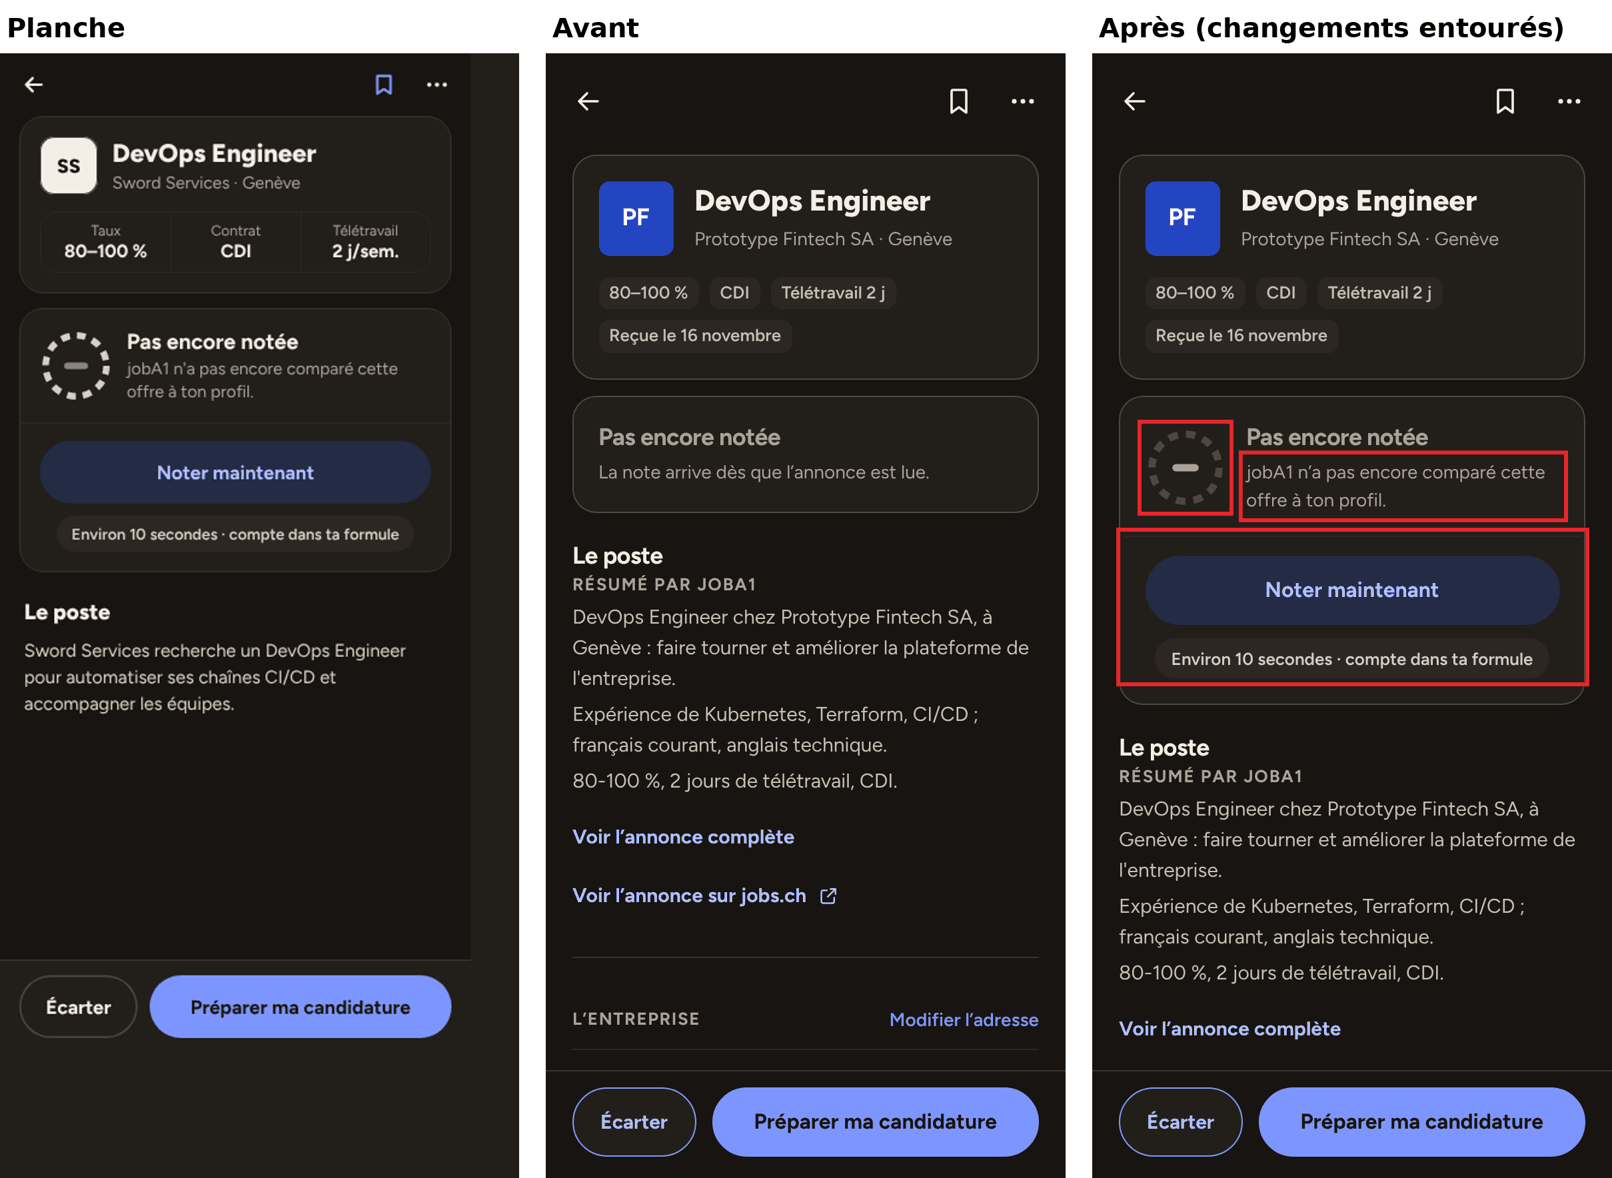 Planche
SS
DevOps Engineer
Sword Services · Genève
Taux
80–100 %
Contrat
CDI
Télétravail
2 j/sem.
Pas encore notée
jobA1 n'a pas encore comparé cette
offre à ton profil.
Noter maintenant
Environ 10 secondes · compte dans ta formule
Le poste
Sword Services recherche un DevOps Engineer
pour automatiser ses chaînes CI/CD et
accompagner les équipes.
Écarter
Préparer ma candidature
Avant
PF
DevOps Engineer
Prototype Fintech SA · Genève
80–100 %
CDI
Télétravail 2 j
Reçue le 16 novembre
Pas encore notée
La note arrive dès que l’annonce est lue.
Le poste
RÉSUMÉ PAR JOBA1
DevOps Engineer chez Prototype Fintech SA, à
Genève : faire tourner et améliorer la plateforme de
l'entreprise.
Expérience de Kubernetes, Terraform, CI/CD ;
français courant, anglais technique.
80-100 %, 2 jours de télétravail, CDI.
Voir l’annonce complète
Voir l’annonce sur jobs.ch
L’ENTREPRISE
Modifier l’adresse
Écarter
Préparer ma candidature
Après (changements entourés)
PF
DevOps Engineer
Prototype Fintech SA · Genève
80–100 %
CDI
Télétravail 2 j
Reçue le 16 novembre
Pas encore notée
jobA1 n’a pas encore comparé cette
offre à ton profil.
Noter maintenant
Environ 10 secondes · compte dans ta formule
Le poste
RÉSUMÉ PAR JOBA1
DevOps Engineer chez Prototype Fintech SA, à
Genève : faire tourner et améliorer la plateforme de
l'entreprise.
Expérience de Kubernetes, Terraform, CI/CD ;
français courant, anglais technique.
80-100 %, 2 jours de télétravail, CDI.
Voir l’annonce complète
Écarter
Préparer ma candidature